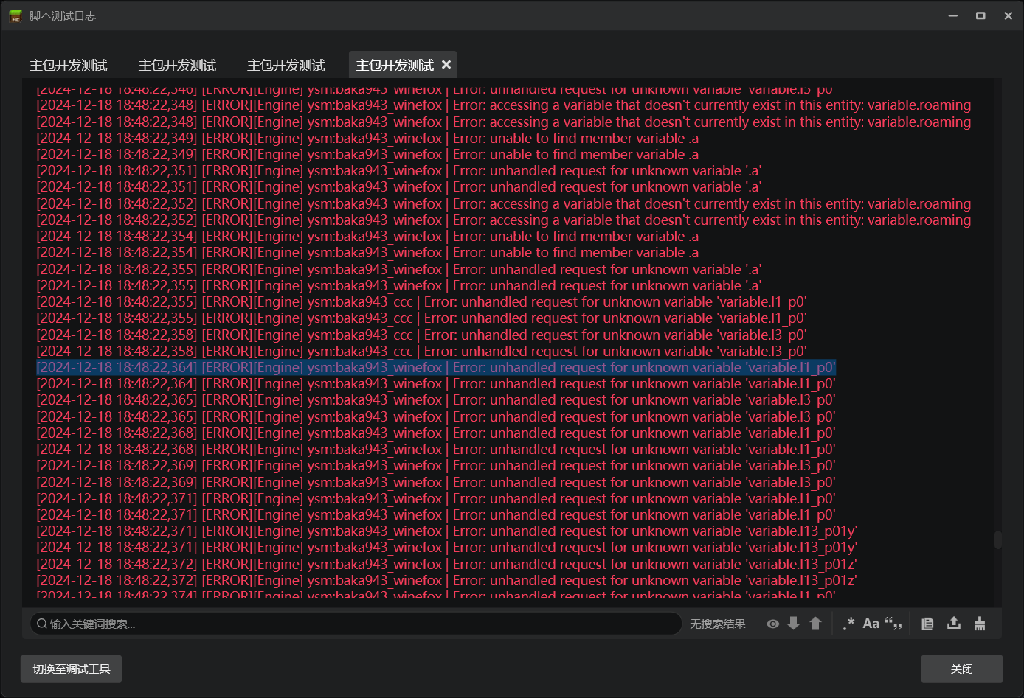 脚本测试日志
主包开发测试 主包开发测试 主包开发测试 主包开发测试
[2024-12-18 18:48:22,346] [ERROR][Engine] ysm:baka943_winefox | Error: unhandled request for unknown variable 'variable.l3_p0'
[2024-12-18 18:48:22,348] [ERROR][Engine] ysm:baka943_winefox | Error: accessing a variable that doesn't currently exist in this entity: variable.roaming
[2024-12-18 18:48:22,348] [ERROR][Engine] ysm:baka943_winefox | Error: accessing a variable that doesn't currently exist in this entity: variable.roaming
[2024-12-18 18:48:22,349] [ERROR][Engine] ysm:baka943_winefox | Error: unable to find member variable .a
[2024-12-18 18:48:22,349] [ERROR][Engine] ysm:baka943_winefox | Error: unable to find member variable .a
[2024-12-18 18:48:22,351] [ERROR][Engine] ysm:baka943_winefox | Error: unhandled request for unknown variable '.a'
[2024-12-18 18:48:22,351] [ERROR][Engine] ysm:baka943_winefox | Error: unhandled request for unknown variable '.a'
[2024-12-18 18:48:22,352] [ERROR][Engine] ysm:baka943_winefox | Error: accessing a variable that doesn't currently exist in this entity: variable.roaming
[2024-12-18 18:48:22,352] [ERROR][Engine] ysm:baka943_winefox | Error: accessing a variable that doesn't currently exist in this entity: variable.roaming
[2024-12-18 18:48:22,354] [ERROR][Engine] ysm:baka943_winefox | Error: unable to find member variable .a
[2024-12-18 18:48:22,354] [ERROR][Engine] ysm:baka943_winefox | Error: unable to find member variable .a
[2024-12-18 18:48:22,355] [ERROR][Engine] ysm:baka943_winefox | Error: unhandled request for unknown variable '.a'
[2024-12-18 18:48:22,355] [ERROR][Engine] ysm:baka943_winefox | Error: unhandled request for unknown variable '.a'
[2024-12-18 18:48:22,355] [ERROR][Engine] ysm:baka943_ccc | Error: unhandled request for unknown variable 'variable.l1_p0'
[2024-12-18 18:48:22,355] [ERROR][Engine] ysm:baka943_ccc | Error: unhandled request for unknown variable 'variable.l1_p0'
[2024-12-18 18:48:22,358] [ERROR][Engine] ysm:baka943_ccc | Error: unhandled request for unknown variable 'variable.l3_p0'
[2024-12-18 18:48:22,358] [ERROR][Engine] ysm:baka943_ccc | Error: unhandled request for unknown variable 'variable.l3_p0'
[2024-12-18 18:48:22,364] [ERROR][Engine] ysm:baka943_winefox | Error: unhandled request for unknown variable 'variable.l1_p0'
[2024-12-18 18:48:22,364] [ERROR][Engine] ysm:baka943_winefox | Error: unhandled request for unknown variable 'variable.l1_p0'
[2024-12-18 18:48:22,365] [ERROR][Engine] ysm:baka943_winefox | Error: unhandled request for unknown variable 'variable.l3_p0'
[2024-12-18 18:48:22,365] [ERROR][Engine] ysm:baka943_winefox | Error: unhandled request for unknown variable 'variable.l3_p0'
[2024-12-18 18:48:22,368] [ERROR][Engine] ysm:baka943_winefox | Error: unhandled request for unknown variable 'variable.l1_p0'
[2024-12-18 18:48:22,368] [ERROR][Engine] ysm:baka943_winefox | Error: unhandled request for unknown variable 'variable.l1_p0'
[2024-12-18 18:48:22,369] [ERROR][Engine] ysm:baka943_winefox | Error: unhandled request for unknown variable 'variable.l3_p0'
[2024-12-18 18:48:22,369] [ERROR][Engine] ysm:baka943_winefox | Error: unhandled request for unknown variable 'variable.l3_p0'
[2024-12-18 18:48:22,371] [ERROR][Engine] ysm:baka943_winefox | Error: unhandled request for unknown variable 'variable.l1_p0'
[2024-12-18 18:48:22,371] [ERROR][Engine] ysm:baka943_winefox | Error: unhandled request for unknown variable 'variable.l1_p0'
[2024-12-18 18:48:22,371] [ERROR][Engine] ysm:baka943_winefox | Error: unhandled request for unknown variable 'variable.l13_p01y'
[2024-12-18 18:48:22,371] [ERROR][Engine] ysm:baka943_winefox | Error: unhandled request for unknown variable 'variable.l13_p01y'
[2024-12-18 18:48:22,372] [ERROR][Engine] ysm:baka943_winefox | Error: unhandled request for unknown variable 'variable.l13_p01z'
[2024-12-18 18:48:22,372] [ERROR][Engine] ysm:baka943_winefox | Error: unhandled request for unknown variable 'variable.l13_p01z'
[2024-12-18 18:48:22,374] [ERROR][Engine] ysm:baka943_winefox | Error: unhandled request for unknown variable 'variable.l1_p0'
输入关键词搜索... 无搜索结果 .* Aa “,,
切换至调试工具 关闭